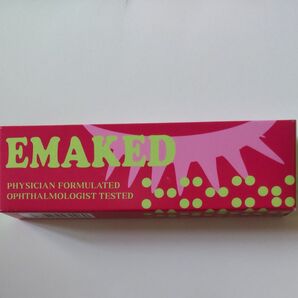 EMAKED
PHYSICIAN FORMULATED
OPHTHALMOLOGIST TESTED